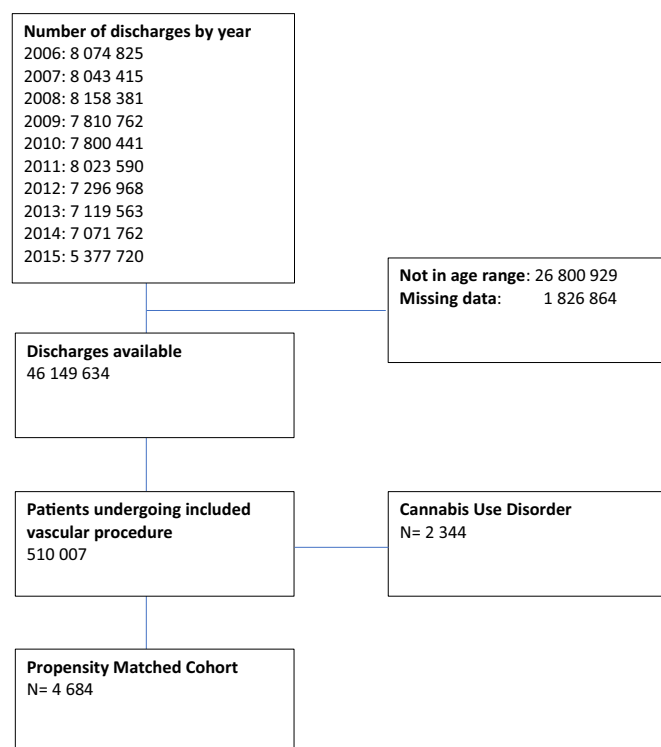 Number of discharges by year
2006: 8 074 825
2007: 8 043 415
2008: 8 158 381
2009: 7 810 762
2010: 7 800 441
2011: 8 023 590
2012: 7 296 968
2013: 7 119 563
2014: 7 071 762
2015: 5 377 720
Not in age range: 26 800 929
Missing data: 1 826 864
Discharges available
46 149 634
Patients undergoing included
vascular procedure
510 007
Cannabis Use Disorder
N= 2 344
Propensity Matched Cohort
N= 4 684